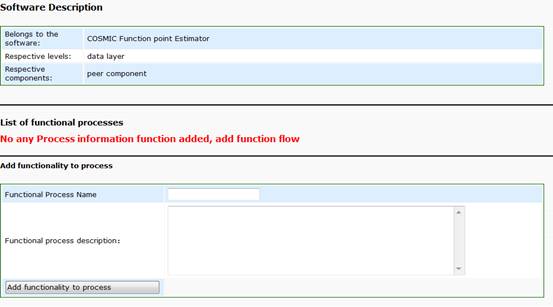 Software Description
Belongs to the software: COSMIC Function point Estimator
Respective levels: data layer
Respective components: peer component
List of functional processes
No any Process information function added, add function flow
Add functionality to process
Functional Process Name
Functional process description:
Add functionality to process